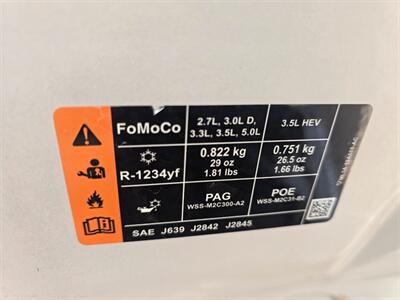 FoMoCo
2.7L, 3.0L D,
3.3L, 3.5L, 5.0L
3.5L HEV
R-1234yf
0.822 kg
29 oz
1.81 lbs
0.751 kg
26.5 oz
1.66 lbs
PAG
WSS-M2C300-A2
POE
WSS-M2C31-B2
SAE J639 J2842 J2845